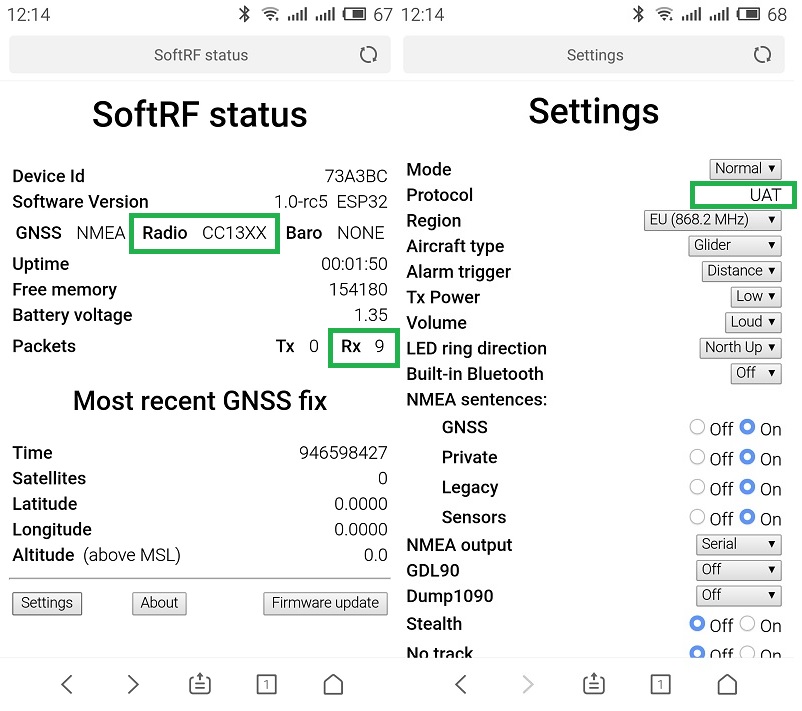 12:14 67
SoftRF status
SoftRF status
Device Id 73A3BC
Software Version 1.0-rc5 ESP32
GNSS NMEA Radio CC13XX Baro NONE
Uptime 00:01:50
Free memory 154180
Battery voltage 1.35
Packets Tx 0 Rx 9
Most recent GNSS fix
Time 946598427
Satellites 0
Latitude 0.0000
Longitude 0.0000
Altitude (above MSL) 0.0
Settings About Firmware update
1
12:14 68
Settings
Settings
Mode Normal
Protocol UAT
Region EU (868.2 MHz)
Aircraft type Glider
Alarm trigger Distance
Tx Power Low
Volume Loud
LED ring direction North Up
Built-in Bluetooth Off
NMEA sentences:
GNSS Off On
Private Off On
Legacy Off On
Sensors Off On
NMEA output Serial
GDL90 Off
Dump1090 Off
Stealth Off On
No track Off On
1